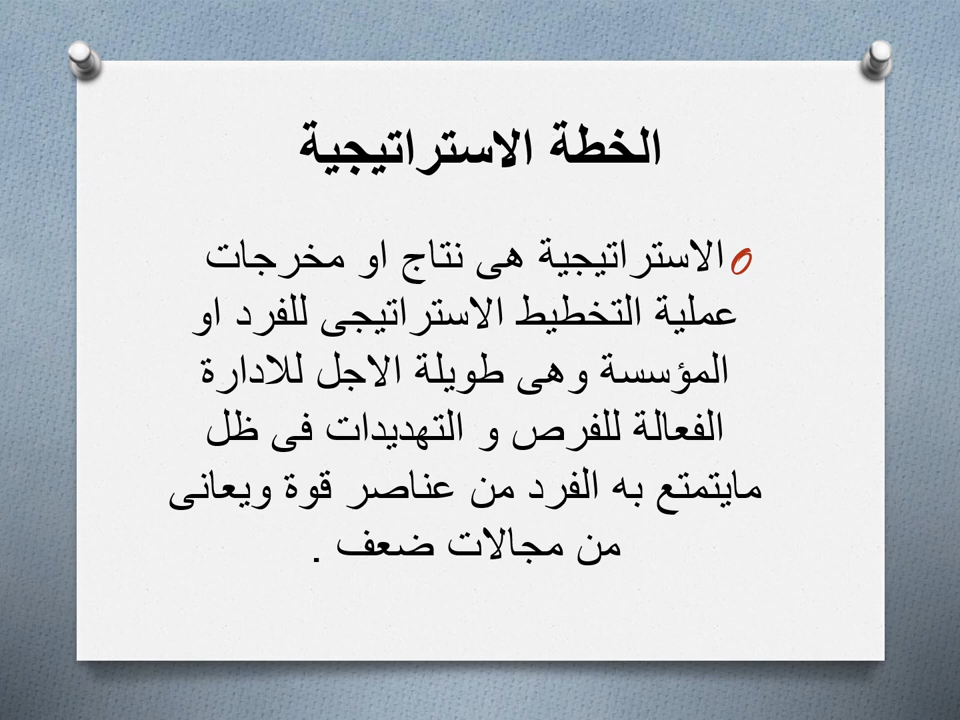 الخطة الاستراتيجية
الاستراتيجية هى نتاج او مخرجات
عملية التخطيط الاستراتيجى للفرد او
المؤسسة وهى طويلة الاجل للادارة
الفعالة للفرص و التهديدات فى ظل
مايتمتع به الفرد من عناصر قوة ويعانى
من مجالات ضعف .